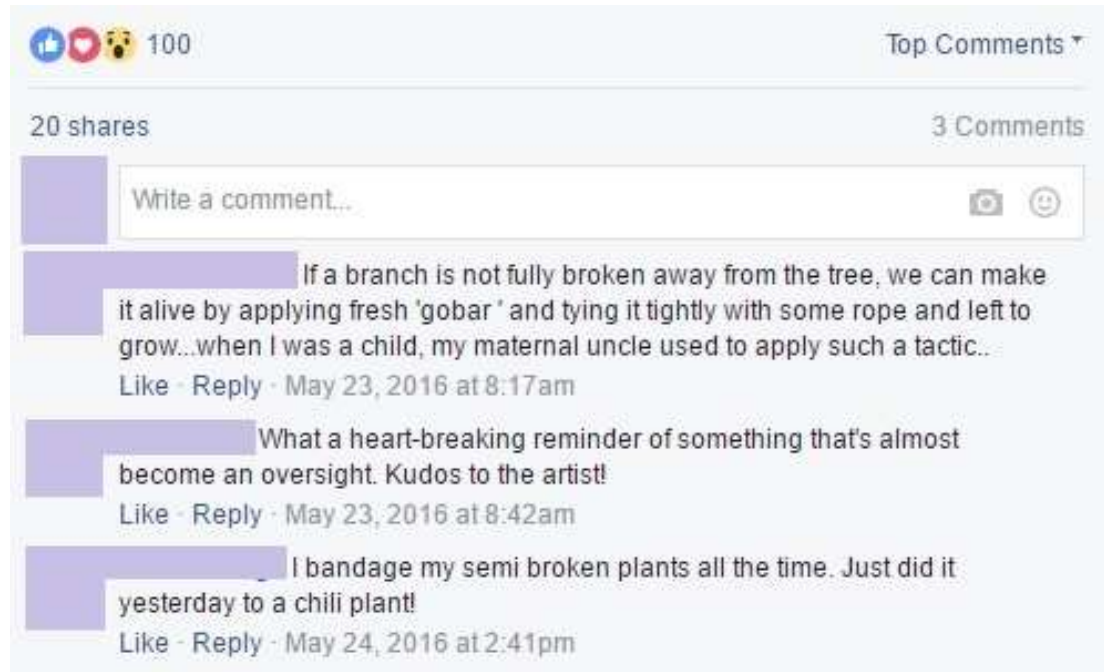 100 Top Comments
20 shares 3 Comments
Write a comment...
If a branch is not fully broken away from the tree, we can make
it alive by applying fresh 'gobar ' and tying it tightly with some rope and left to
grow...when I was a child, my maternal uncle used to apply such a tactic..
Like · Reply · May 23, 2016 at 8:17am
What a heart-breaking reminder of something that's almost
become an oversight. Kudos to the artist!
Like · Reply · May 23, 2016 at 8:42am
I bandage my semi broken plants all the time. Just did it
yesterday to a chili plant!
Like · Reply · May 24, 2016 at 2:41pm